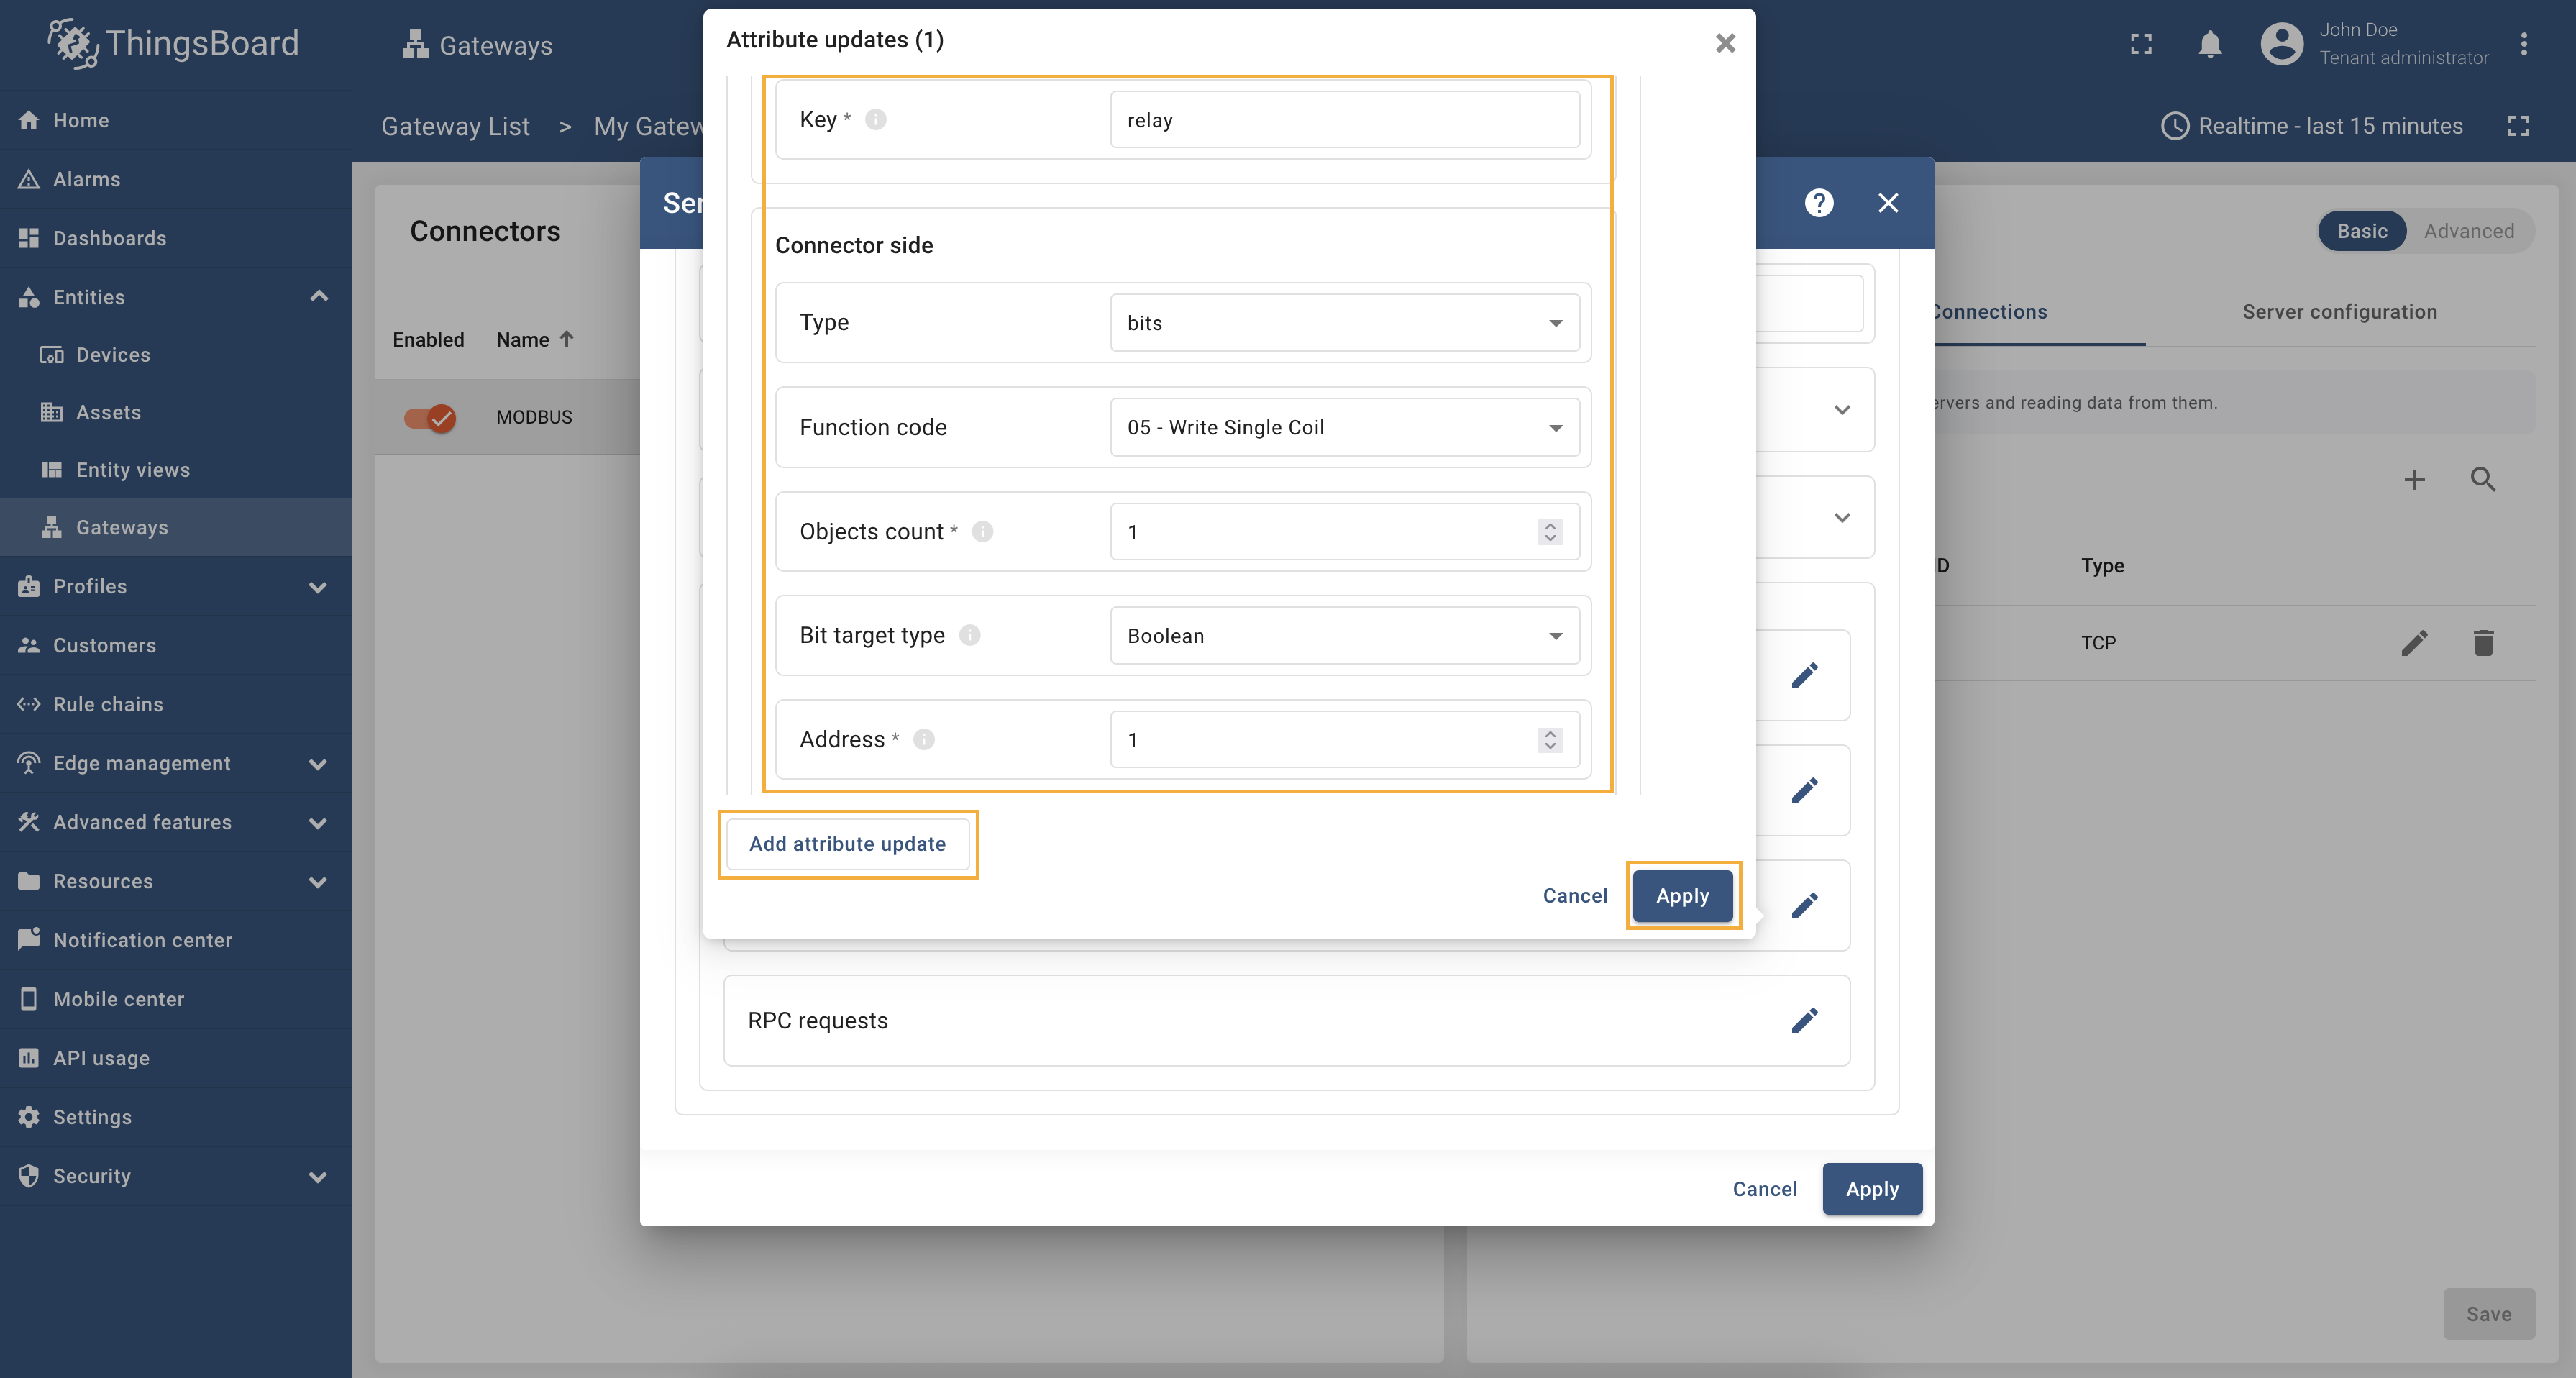 ThingsBoard
Gateways
John Doe
Tenant administrator
Gateway List > My Gatew
Realtime - last 15 minutes
Home
Alarms
Dashboards
Entities
Devices
Assets
Entity views
Gateways
Profiles
Customers
Rule chains
Edge management
Advanced features
Resources
Notification center
Mobile center
API usage
Settings
Security
Connectors
Enabled Name
MODBUS
Ser
Attribute updates (1)
Key *
relay
Connector side
Type
bits
Function code
05 - Write Single Coil
Objects count *
1
Bit target type
Boolean
Address *
1
Add attribute update
Cancel
Apply
RPC requests
Cancel
Apply
Basic
Advanced
Connections
Server configuration
ervers and reading data from them.
ID
Type
TCP
Save